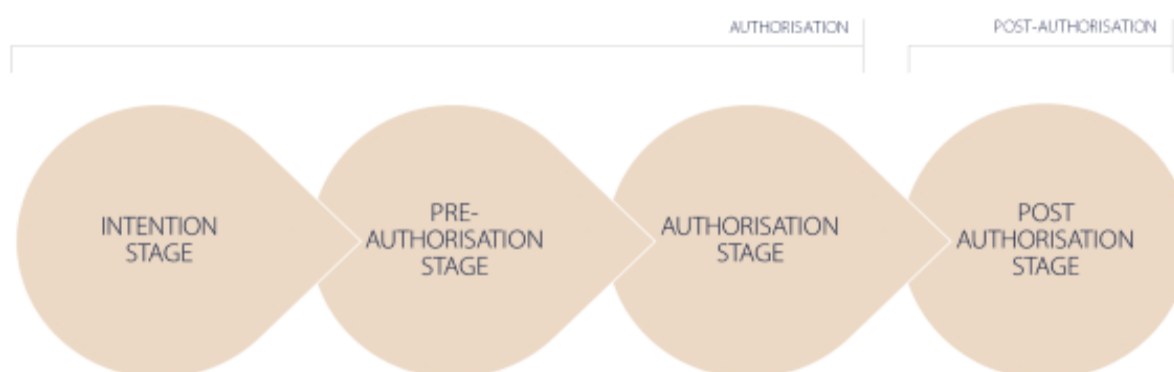 AUTHORISATION
POST-AUTHORISATION
INTENTION
STAGE
PRE-
AUTHORISATION
STAGE
AUTHORISATION
STAGE
POST
AUTHORISATION
STAGE